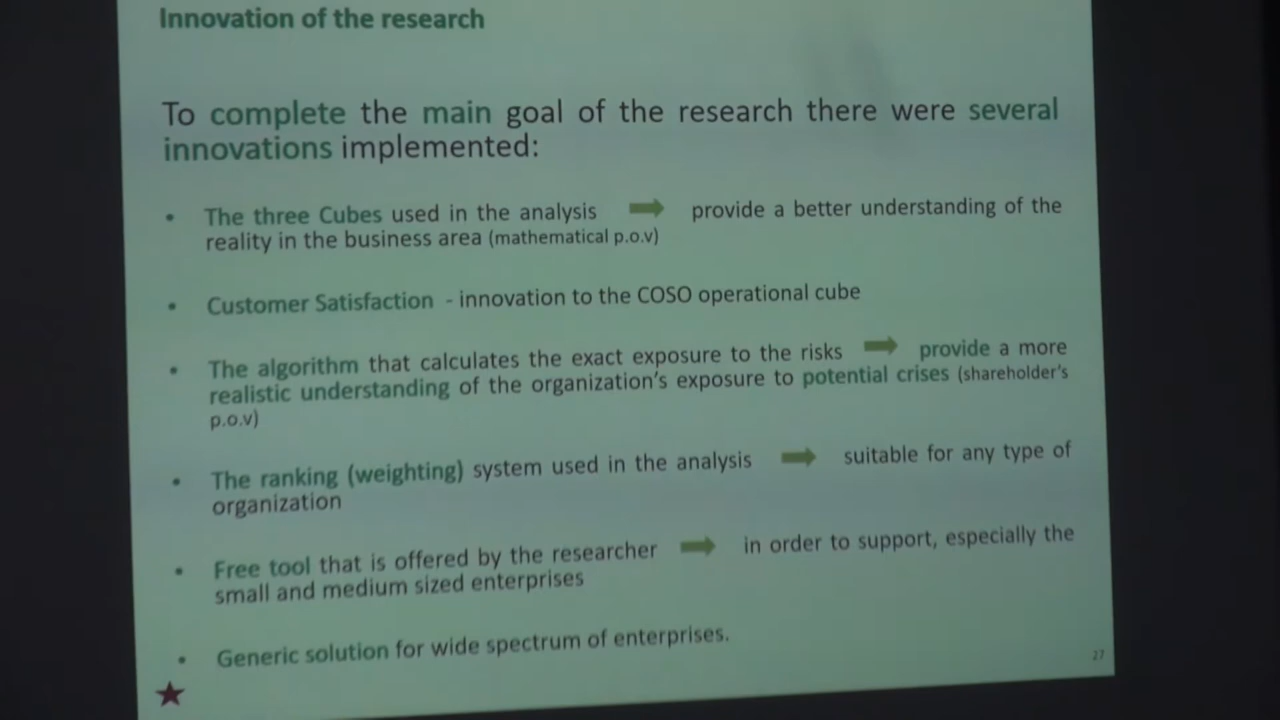 Innovation of the research
To complete the main goal of the research there were several
innovations implemented:
• The three Cubes used in the analysis provide a better understanding of the
reality in the business area (mathematical p.o.v)
• Customer Satisfaction - innovation to the COSO operational cube
• The algorithm that calculates the exact exposure to the risks provide a more
realistic understanding of the organization's exposure to potential crises (shareholder's
p.o.v)
• The ranking (weighting) system used in the analysis suitable for any type of
organization
• Free tool that is offered by the researcher in order to support, especially the
small and medium sized enterprises
• Generic solution for wide spectrum of enterprises.
27